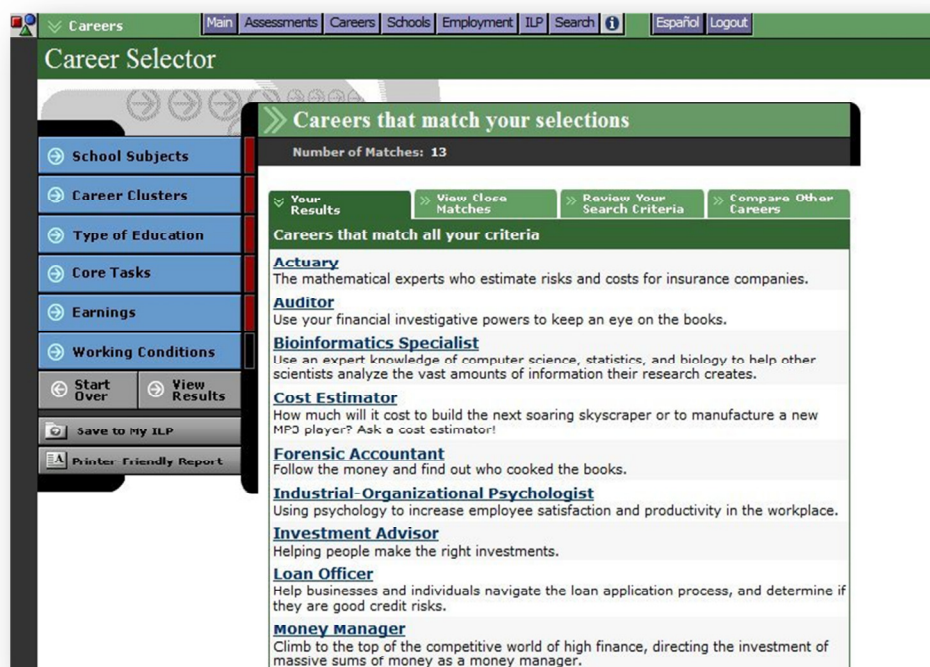 Careers
Main Assessments Careers Schools Employment ILP Search Español Logout
Career Selector
Careers that match your selections
Number of Matches: 13
School Subjects
Career Clusters
Type of Education
Core Tasks
Earnings
Working Conditions
Start Over
View Results
Save to My ILP
Printer-Friendly Report
Your Results
View Close Matches
Review Your Search Criteria
Compare Other Careers
Careers that match all your criteria
Actuary
The mathematical experts who estimate risks and costs for insurance companies.
Auditor
Use your financial investigative powers to keep an eye on the books.
Bioinformatics Specialist
Use an expert knowledge of computer science, statistics, and biology to help other
scientists analyze the vast amounts of information their research creates.
Cost Estimator
How much will it cost to build the next soaring skyscraper or to manufacture a new
MP3 player? Ask a cost estimator!
Forensic Accountant
Follow the money and find out who cooked the books.
Industrial-Organizational Psychologist
Using psychology to increase employee satisfaction and productivity in the workplace.
Investment Advisor
Helping people make the right investments.
Loan Officer
Help businesses and individuals navigate the loan application process, and determine if
they are good credit risks.
Money Manager
Climb to the top of the competitive world of high finance, directing the investment of
massive sums of money as a money manager.